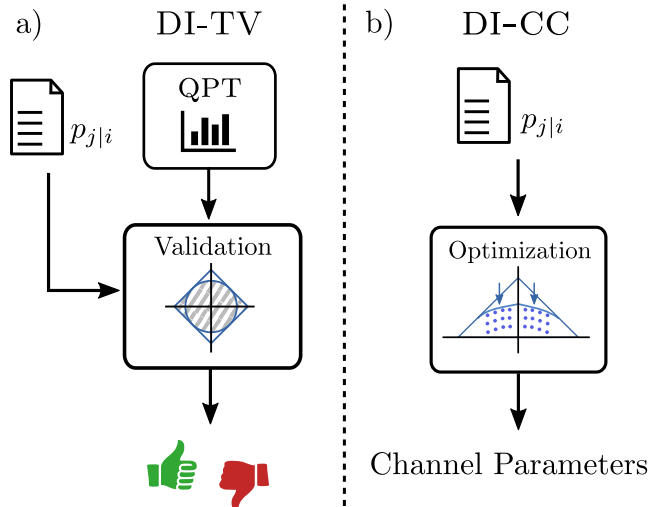 a) DI-TV
QPT
p_{j|i}
Validation
b) DI-CC
p_{j|i}
Optimization
Channel Parameters